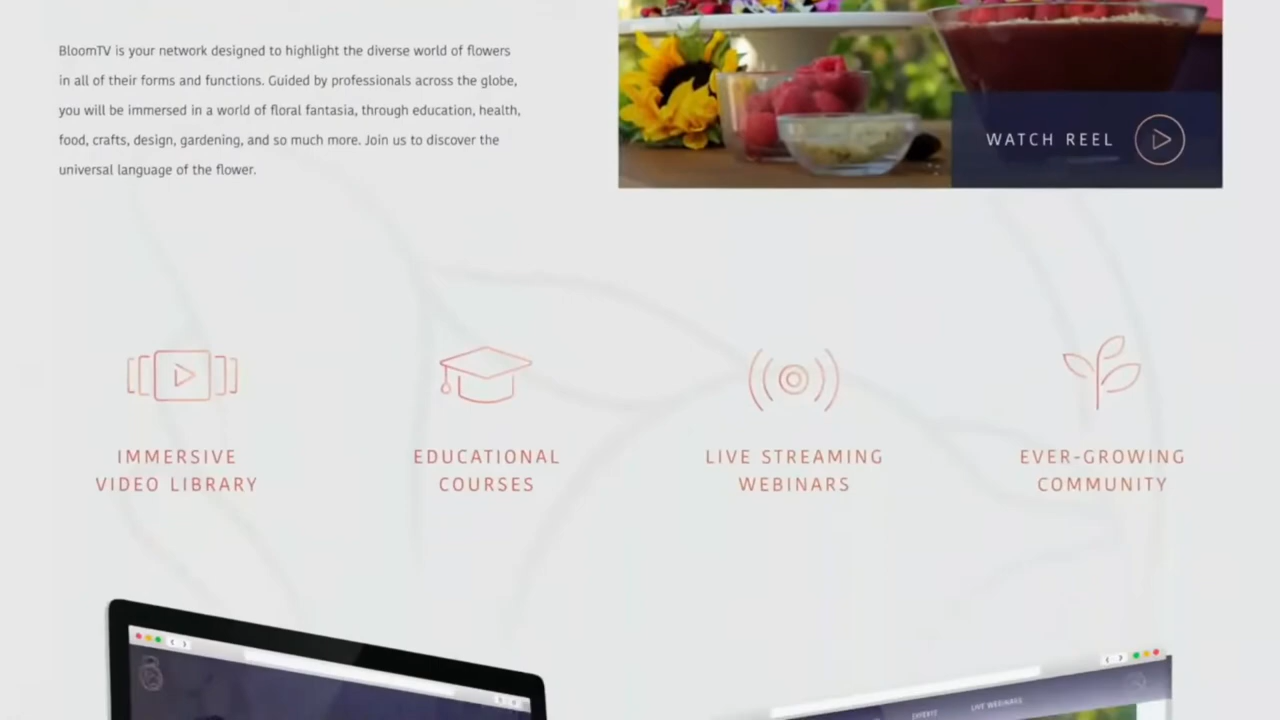 BloomTV is your network designed to highlight the diverse world of flowers
in all of their forms and functions. Guided by professionals across the globe,
you will be immersed in a world of floral fantasia, through education, health,
food, crafts, design, gardening, and so much more. Join us to discover the
universal language of the flower.
WATCH REEL
IMMERSIVE
VIDEO LIBRARY
EDUCATIONAL
COURSES
LIVE STREAMING
WEBINARS
EVER-GROWING
COMMUNITY
LIVE WEBINARS